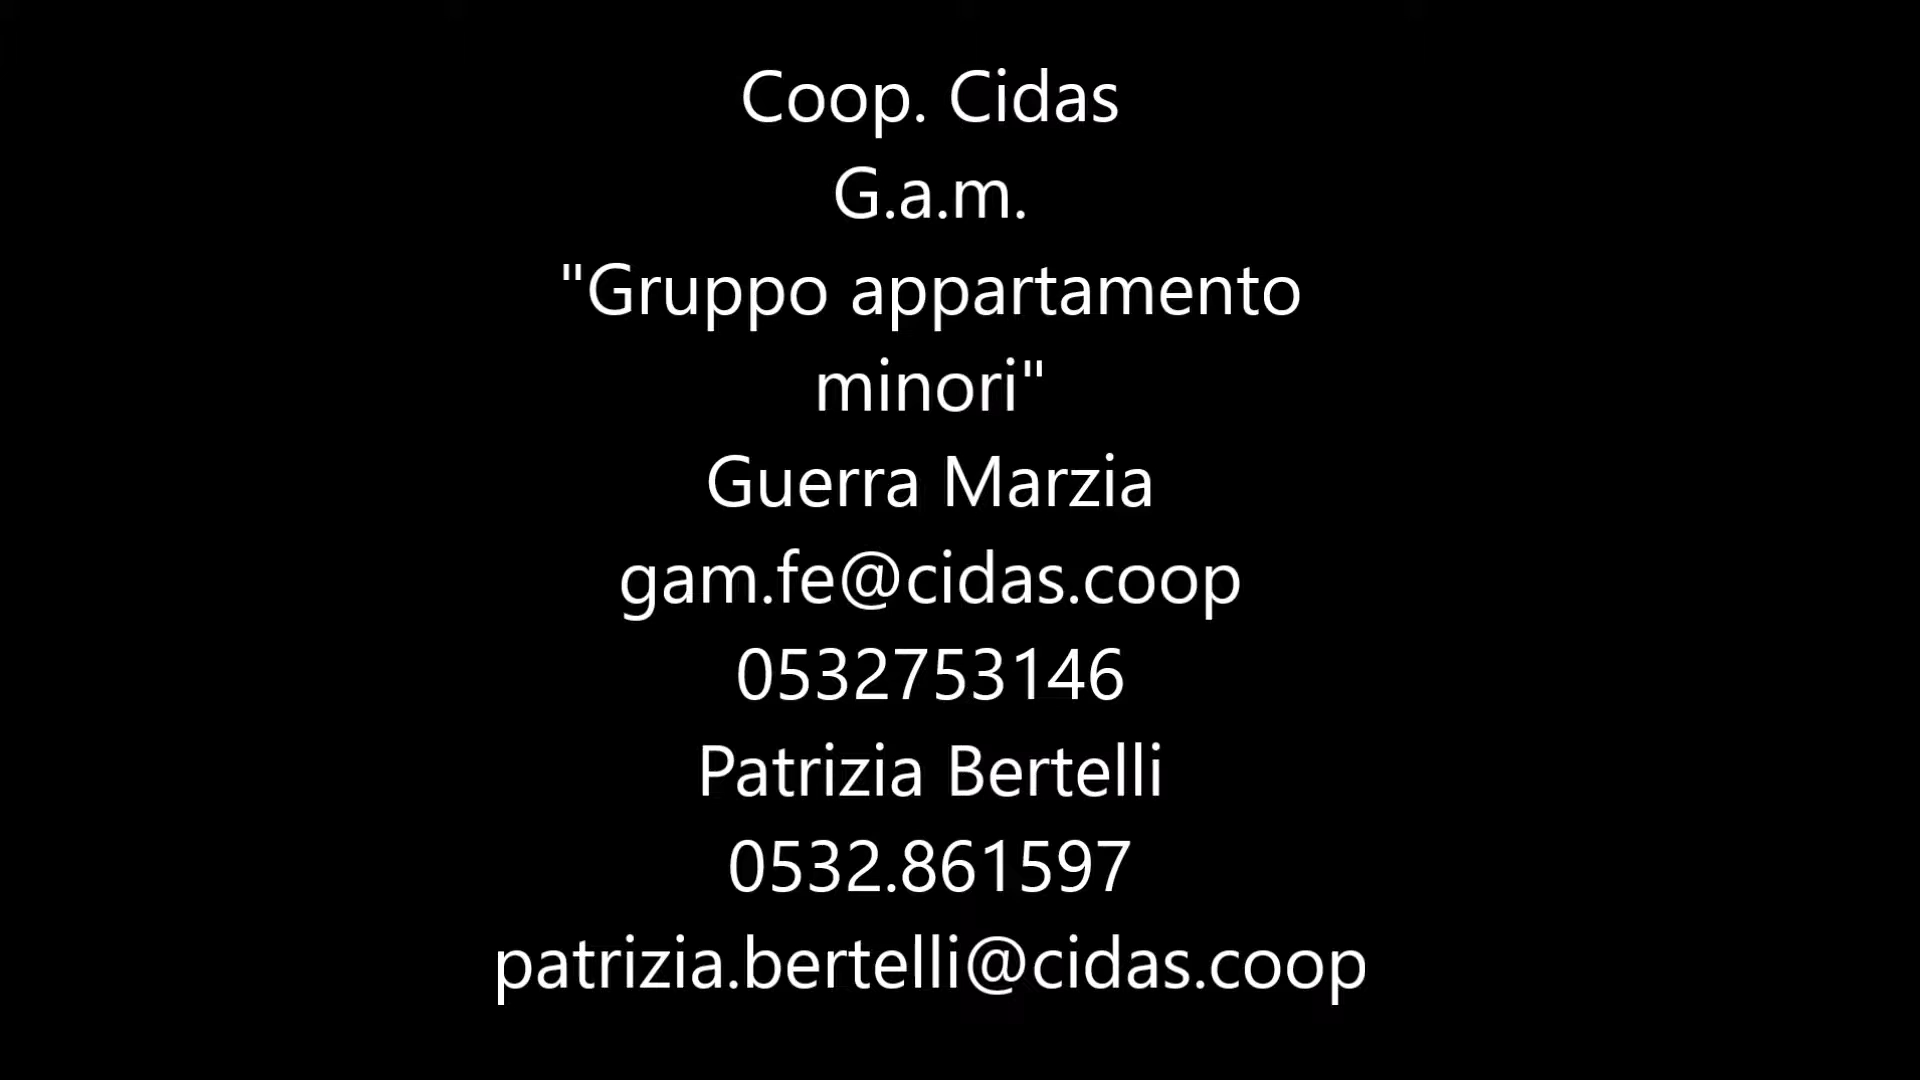 Coop. Cidas
G.a.m.
"Gruppo appartamento
minori"
Guerra Marzia
gam.fe@cidas.coop
0532753146
Patrizia Bertelli
0532.861597
patrizia.bertelli@cidas.coop